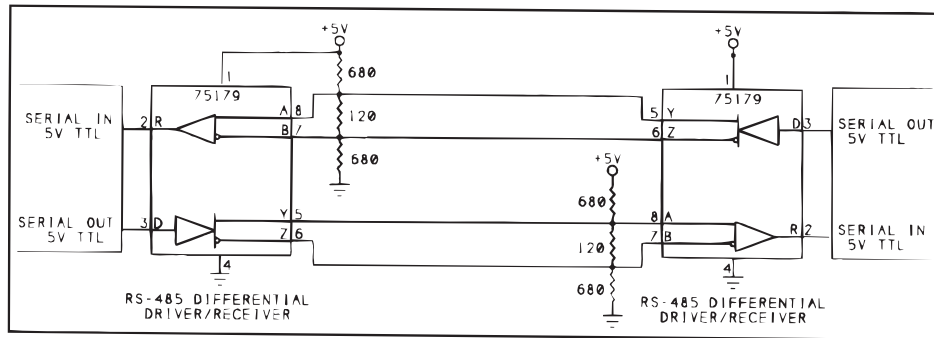 +5V
680
120
680
1
75179
A 8
B 7
2 R
SERIAL IN
5V TTL
SERIAL OUT
5V TTL
3 D
Y 5
Z 6
4
RS-485 DIFFERENTIAL
DRIVER/RECEIVER
+5V
680
120
680
+5V
1
75179
5 Y
6 Z
D 3
SERIAL OUT
5V TTL
8 A
7 B
R 2
SERIAL IN
5V TTL
4
RS-485 DIFFERENTIAL
DRIVER/RECEIVER